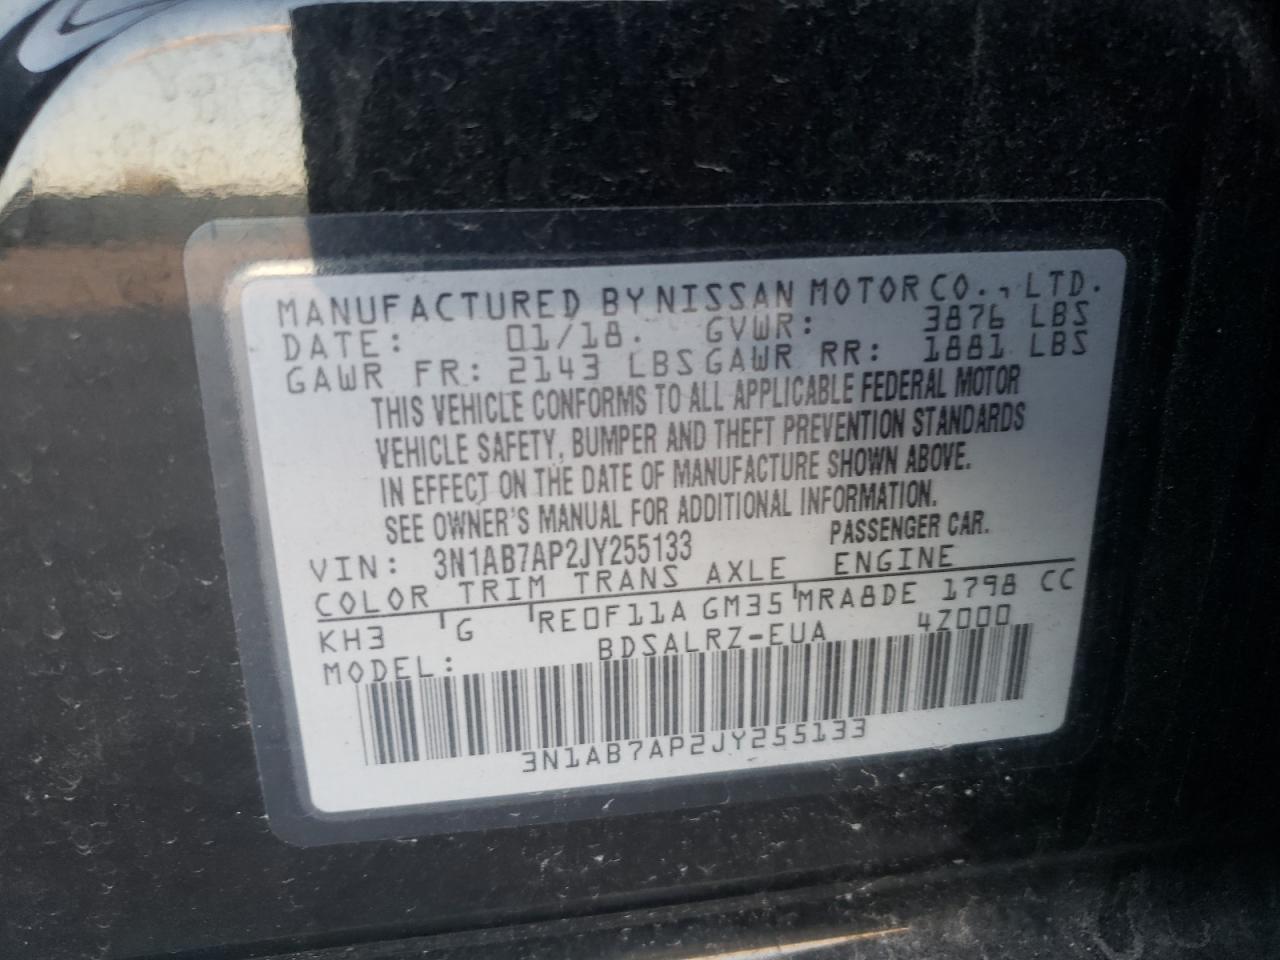 MANUFACTURED BY NISSAN MOTOR CO., LTD.
DATE: 01/18. GVWR: 3876 LBS
GAWR FR: 2143 LBS GAWR RR: 1881 LBS
THIS VEHICLE CONFORMS TO ALL APPLICABLE FEDERAL MOTOR
VEHICLE SAFETY, BUMPER AND THEFT PREVENTION STANDARDS
IN EFFECT ON THE DATE OF MANUFACTURE SHOWN ABOVE.
SEE OWNER'S MANUAL FOR ADDITIONAL INFORMATION.
VIN: 3N1AB7AP2JY255133 PASSENGER CAR.
COLOR TRIM TRANS AXLE ENGINE
KH3 G RE0F11A GM35 MRA8DE 1798 CC
MODEL: BDSALRZ-EUA 4Z000
3N1AB7AP2JY255133